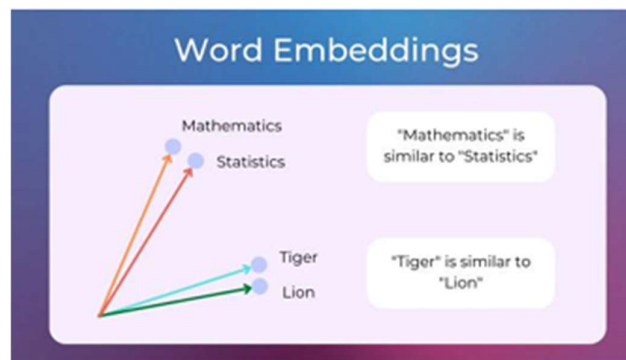 Word Embeddings
Mathematics
Statistics
"Mathematics" is
similar to "Statistics"
Tiger
Lion
"Tiger" is similar to
"Lion"